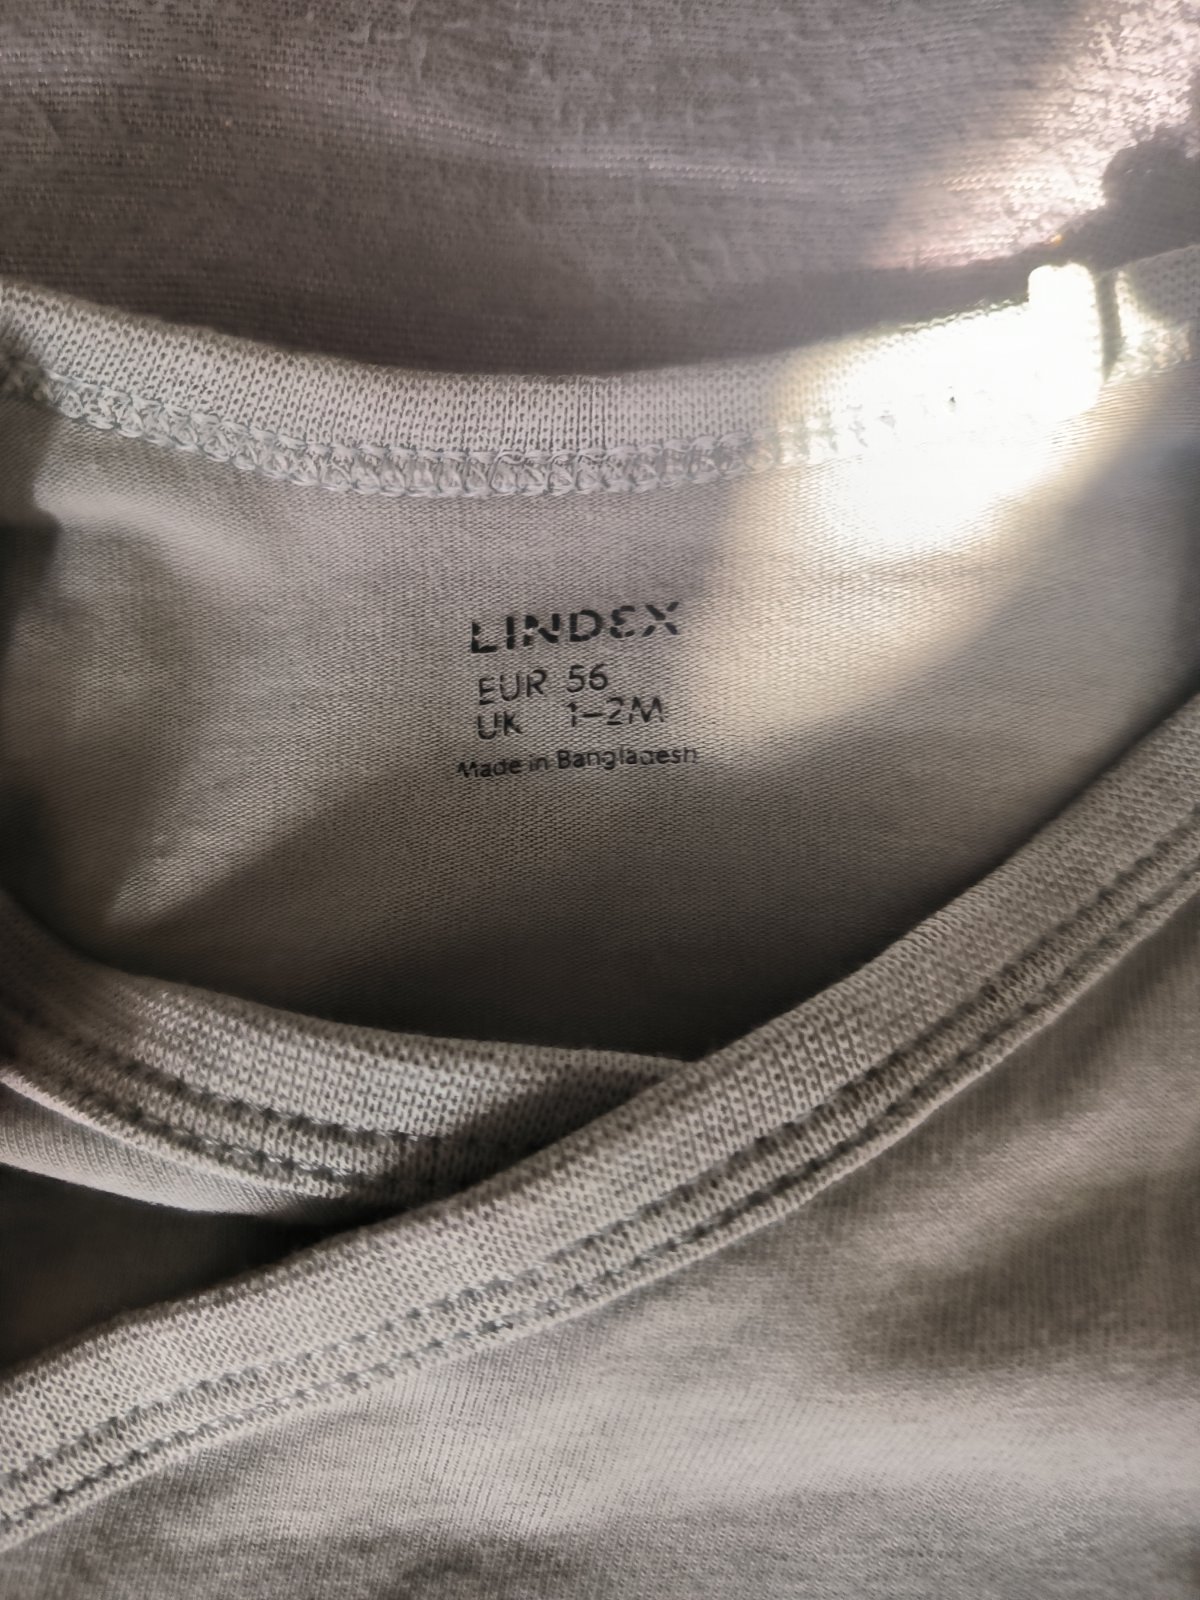 LINDEX
EUR 56
UK 1–2M
Made in Bangladesh